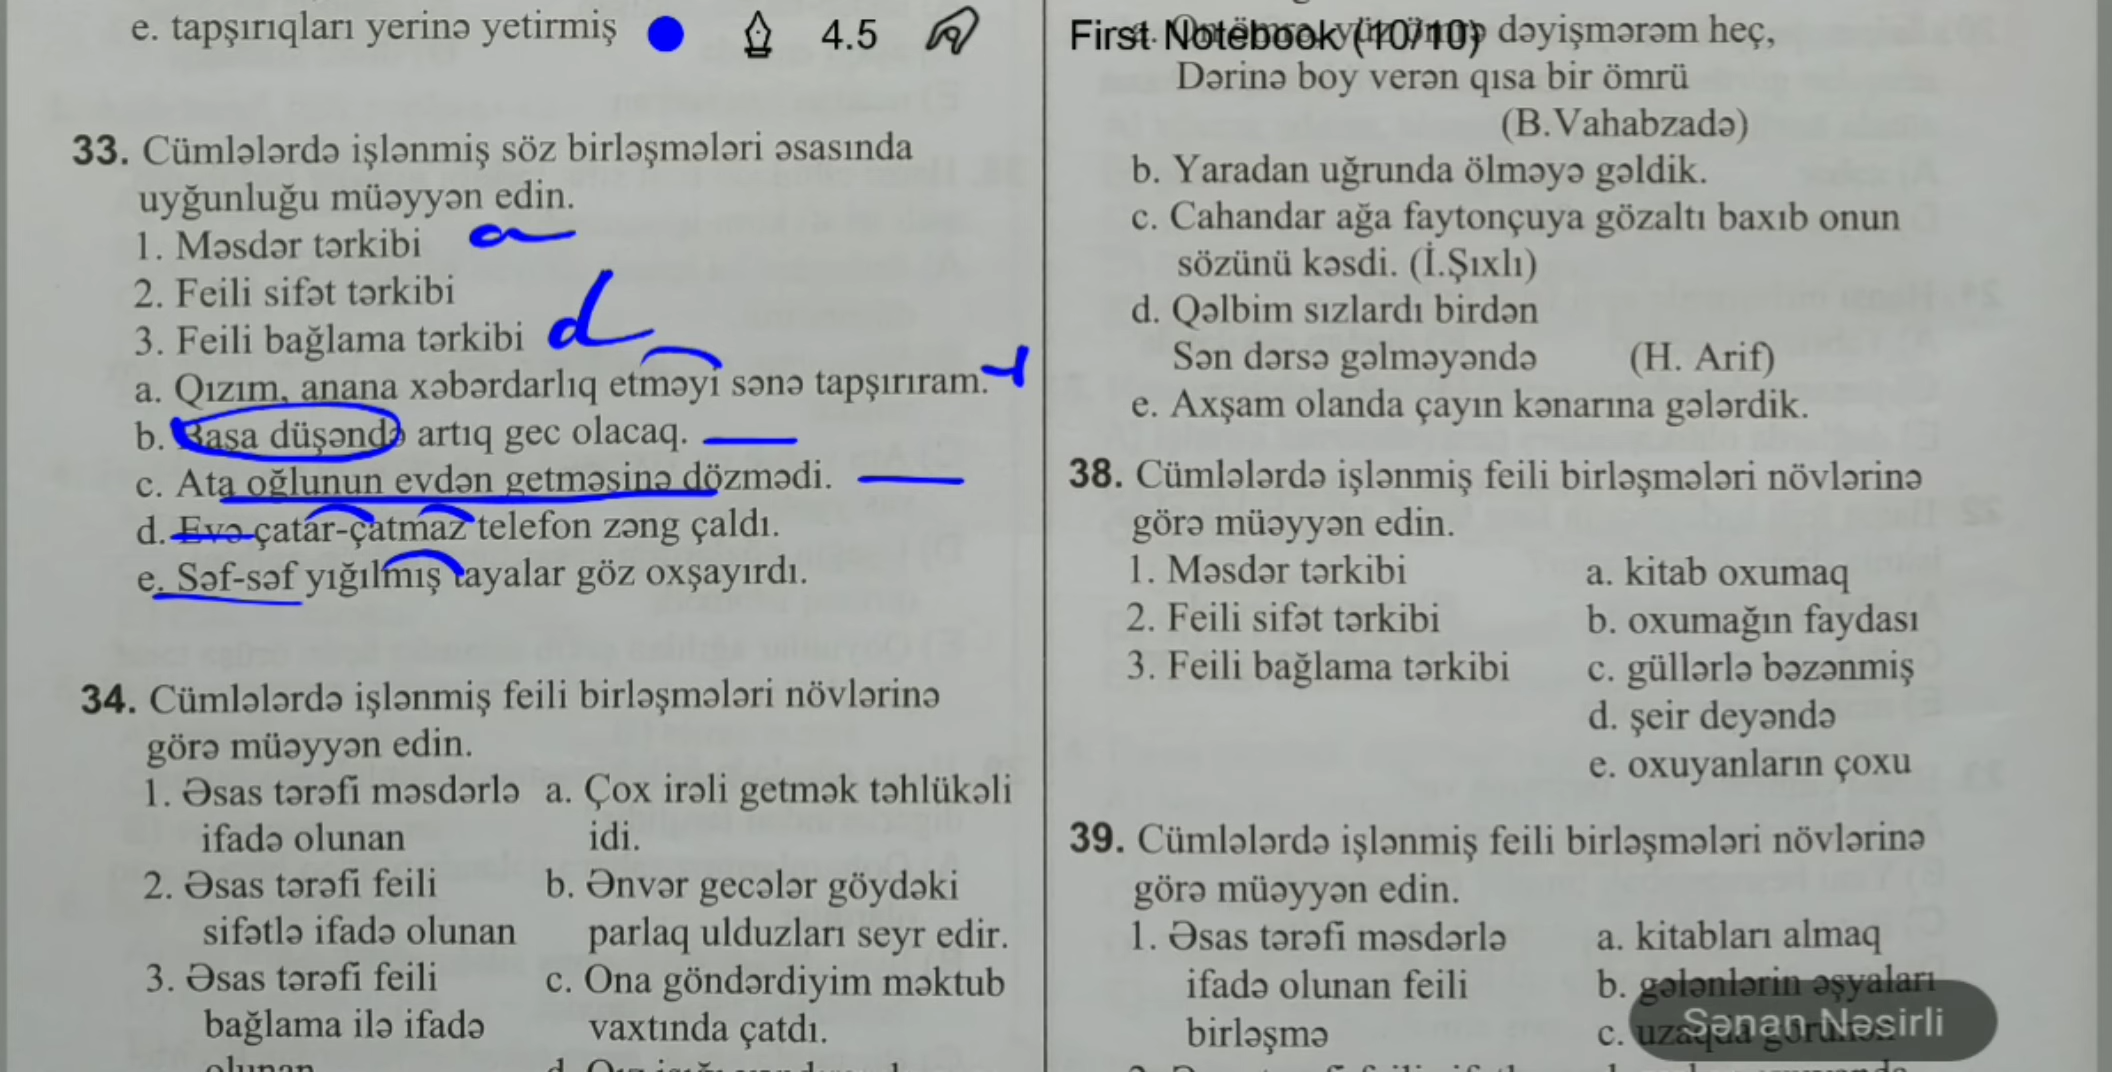 e. tapşırıqları yerinə yetirmiş
4.5
First Notebook (10/10)
33. Cümlələrdə işlənmiş söz birləşmələri əsasında
uyğunluğu müəyyən edin.
1. Məsdər tərkibi a
2. Feili sifət tərkibi
3. Feili bağlama tərkibi d
a. Qızım, anana xəbərdarlıq etməyi sənə tapşırıram.
b. Başa düşəndə artıq gec olacaq.
c. Ata oğlunun evdən getməsinə dözmədi.
d. Evə çatar-çatmaz telefon zəng çaldı.
e. Səf-səf yığılmış tayalar göz oxşayırdı.
34. Cümlələrdə işlənmiş feili birləşmələri növlərinə
görə müəyyən edin.
1. Əsas tərəfi məsdərlə
ifadə olunan
2. Əsas tərəfi feili
sifətlə ifadə olunan
3. Əsas tərəfi feili
bağlama ilə ifadə
olunan
a. Çox irəli getmək təhlükəli
idi.
b. Ənvər gecələr göydəki
parlaq ulduzları seyr edir.
c. Ona göndərdiyim məktub
vaxtında çatdı.
dəyişmərəm heç,
Dərinə boy verən qısa bir ömrü
(B.Vahabzadə)
b. Yaradan uğrunda ölməyə gəldik.
c. Cahandar ağa faytonçuya gözaltı baxıb onun
sözünü kəsdi. (İ.Şıxlı)
d. Qəlbim sızlardı birdən
Sən dərsə gəlməyəndə (H. Arif)
e. Axşam olanda çayın kənarına gələrdik.
38. Cümlələrdə işlənmiş feili birləşmələri növlərinə
görə müəyyən edin.
1. Məsdər tərkibi
2. Feili sifət tərkibi
3. Feili bağlama tərkibi
a. kitab oxumaq
b. oxumağın faydası
c. güllərlə bəzənmiş
d. şeir deyəndə
e. oxuyanların çoxu
39. Cümlələrdə işlənmiş feili birləşmələri növlərinə
görə müəyyən edin.
1. Əsas tərəfi məsdərlə
ifadə olunan feili
birləşmə
a. kitabları almaq
b. gələnlərin əşyaları
c. uzaqda görünən
Sənan Nəsirli